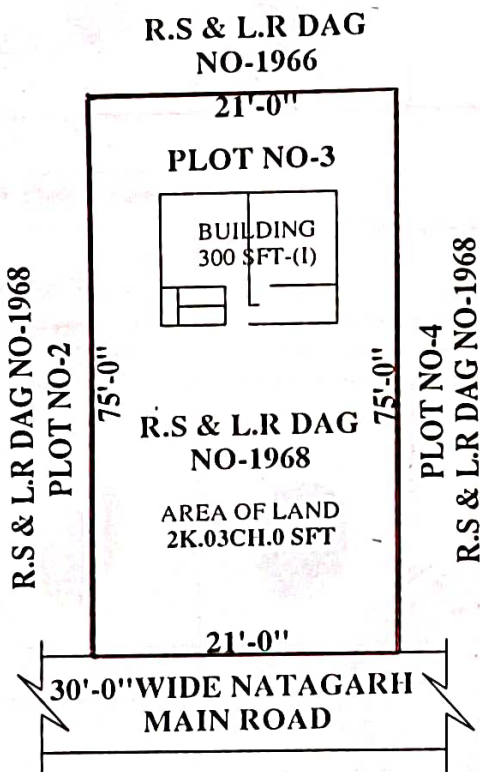 R.S & L.R DAG
NO-1966
21'-0"
PLOT NO-3
BUILDING
300 SFT-(I)
R.S & L.R DAG NO-1968
PLOT NO-2
75'-0"
75'-0"
PLOT NO-4
R.S & L.R DAG NO-1968
R.S & L.R DAG
NO-1968
AREA OF LAND
2K.03CH.0 SFT
21'-0"
30'-0"WIDE NATAGARH
MAIN ROAD